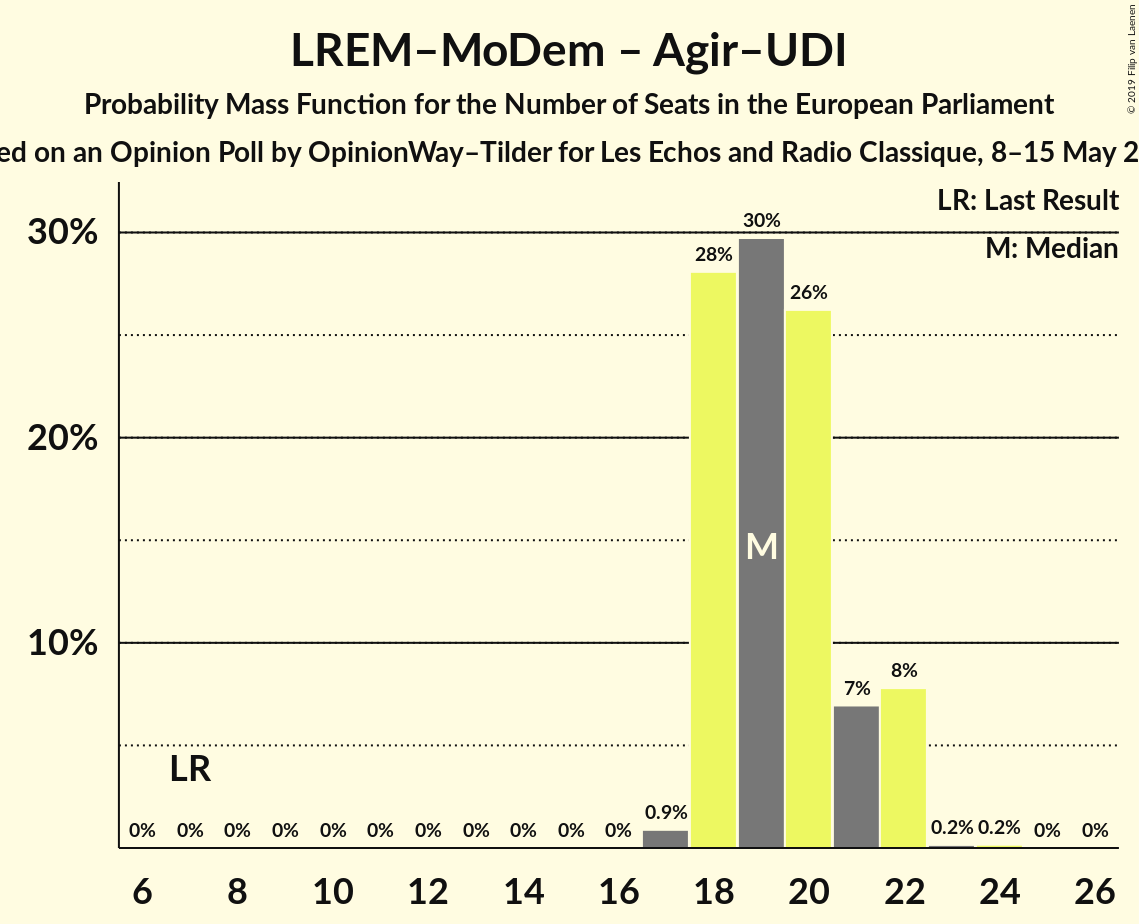 LREM–MoDem – Agir–UDI
Probability Mass Function for the Number of Seats in the European Parliament
ed on an Opinion Poll by OpinionWay–Tilder for Les Echos and Radio Classique, 8–15 May 2
© 2019 Filip van Laenen
LR: Last Result
M: Median
30%
20%
10%
30%
28%
26%
M
8%
7%
LR
0% 0% 0% 0% 0% 0% 0% 0% 0% 0% 0% 0.9% 0.2% 0.2% 0% 0%
6 8 10 12 14 16 18 20 22 24 26